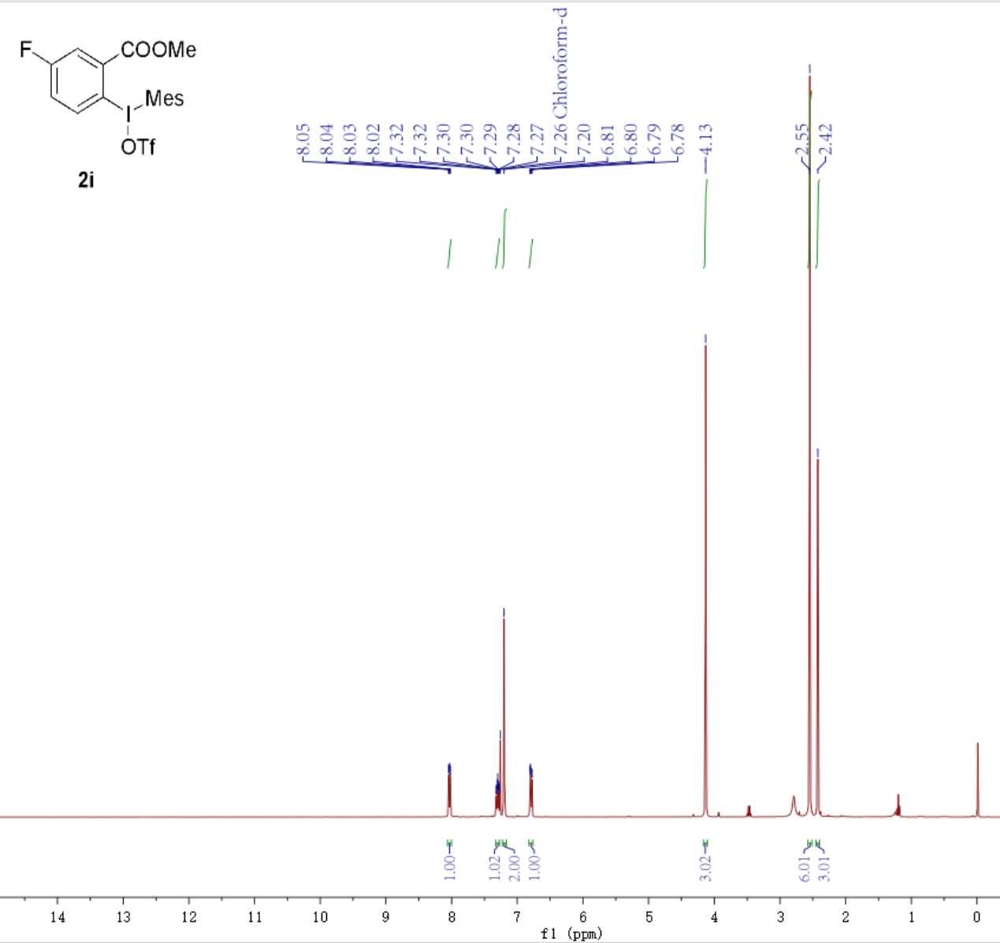 F
COOMe
I
Mes
OTf
2i
8.05
8.04
8.03
8.02
7.32
7.32
7.30
7.30
7.29
7.28
7.27
7.26 Chloroform-d
7.20
6.81
6.80
6.79
6.78
4.13
2.55
2.42
1.00
1.02
2.00
1.00
3.02
6.01
3.01
14 13 12 11 10 9 8 7 6 5 4 3 2 1 0
f1 (ppm)